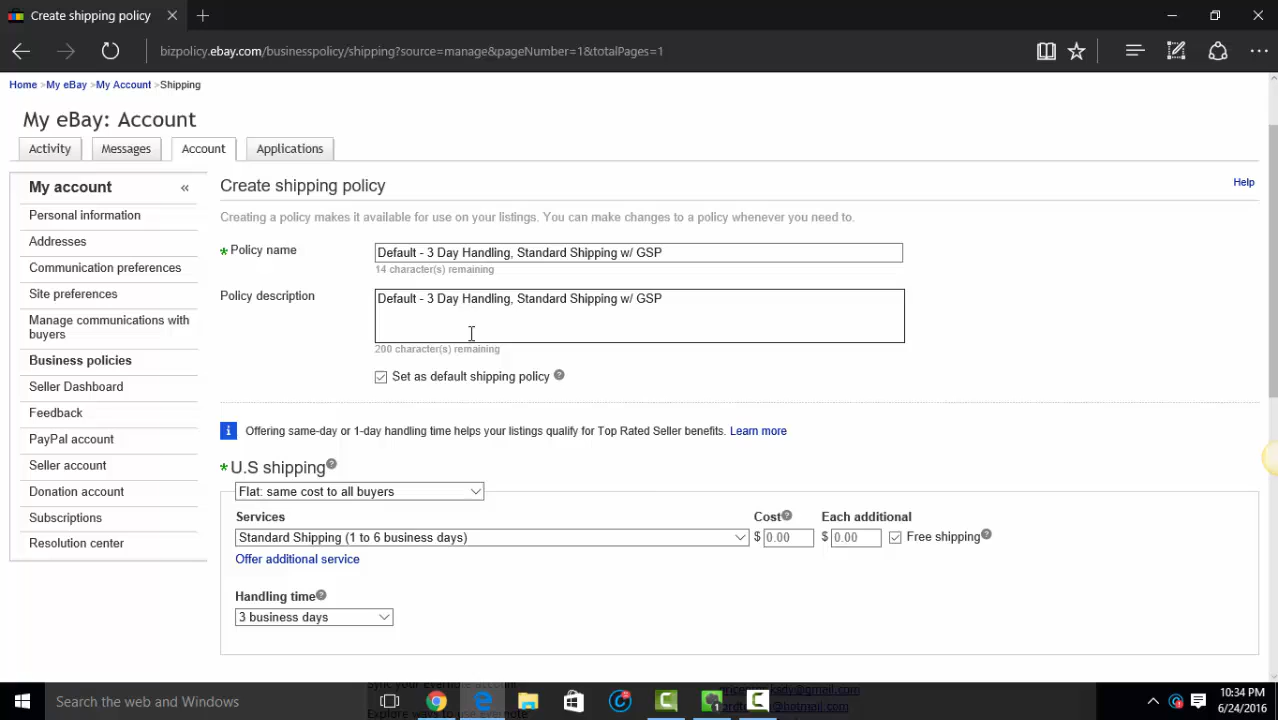 Create shipping policy
bizpolicy.ebay.com/businesspolicy/shipping?source=manage&pageNumber=1&totalPages=1
Home >My eBay >My Account >Shipping
My eBay: Account
Activity
Messages
Account
Applications
My account
«
Personal information
Addresses
Communication preferences
Site preferences
Manage communications with
buyers
Business policies
Seller Dashboard
Feedback
PayPal account
Seller account
Donation account
Subscriptions
Resolution center
Create shipping policy
Help
Creating a policy makes it available for use on your listings. You can make changes to a policy whenever you need to.
* Policy name
Default - 3 Day Handling, Standard Shipping w/ GSP
14 character(s) remaining
Policy description
Default - 3 Day Handling, Standard Shipping w/ GSP
200 character(s) remaining
Set as default shipping policy ?
i Offering same-day or 1-day handling time helps your listings qualify for Top Rated Seller benefits. Learn more
* U.S shipping ?
Flat: same cost to all buyers
Services Cost ? Each additional
Standard Shipping (1 to 6 business days) $ 0.00 $ 0.00 Free shipping ?
Offer additional service
Handling time ?
3 business days
Search the web and Windows
10:34 PM
6/24/2016